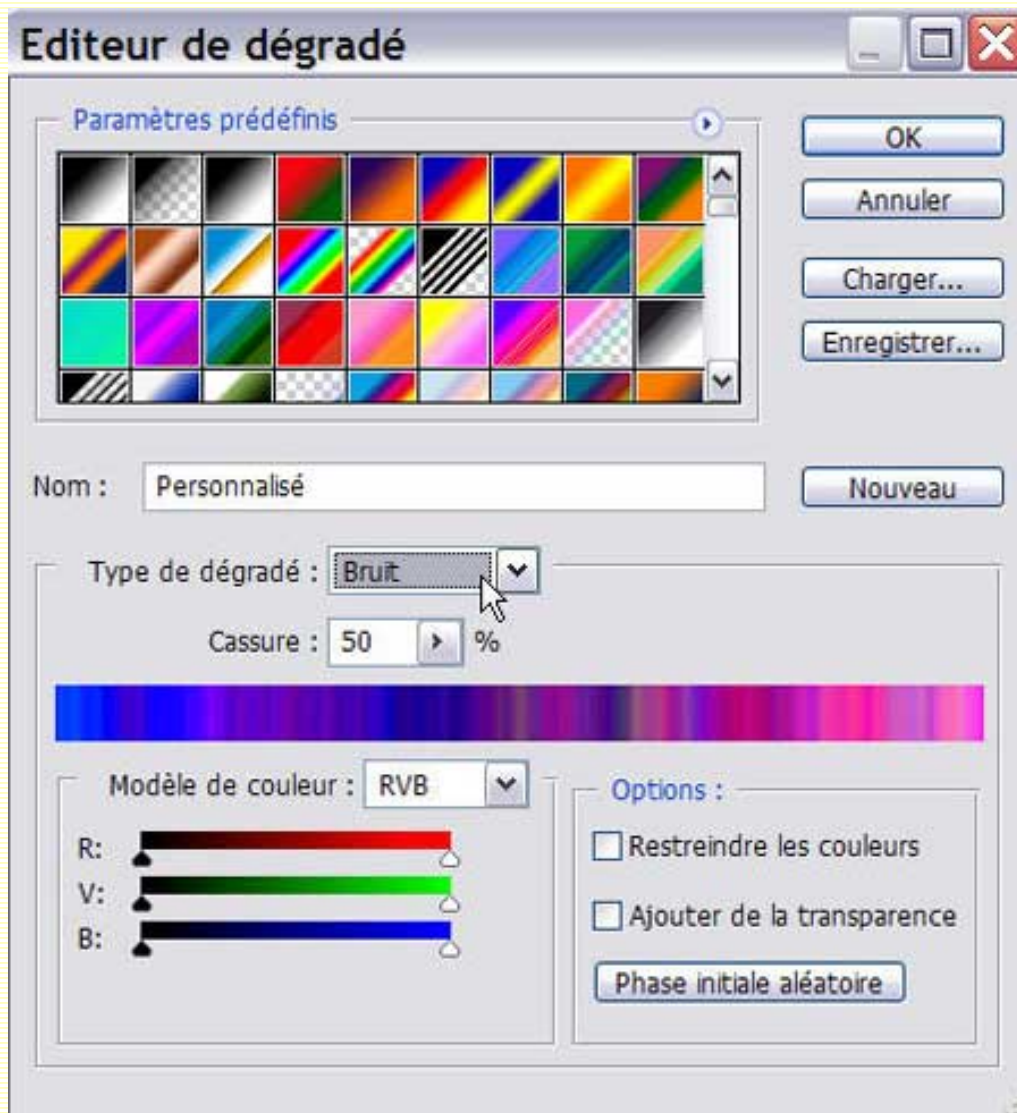 Editeur de dégradé
Paramètres prédéfinis
OK
Annuler
Charger...
Enregistrer...
Nom : Personnalisé
Nouveau
Type de dégradé : Bruit
Cassure : 50 %
Modèle de couleur : RVB
R:
V:
B:
Options :
Restreindre les couleurs
Ajouter de la transparence
Phase initiale aléatoire